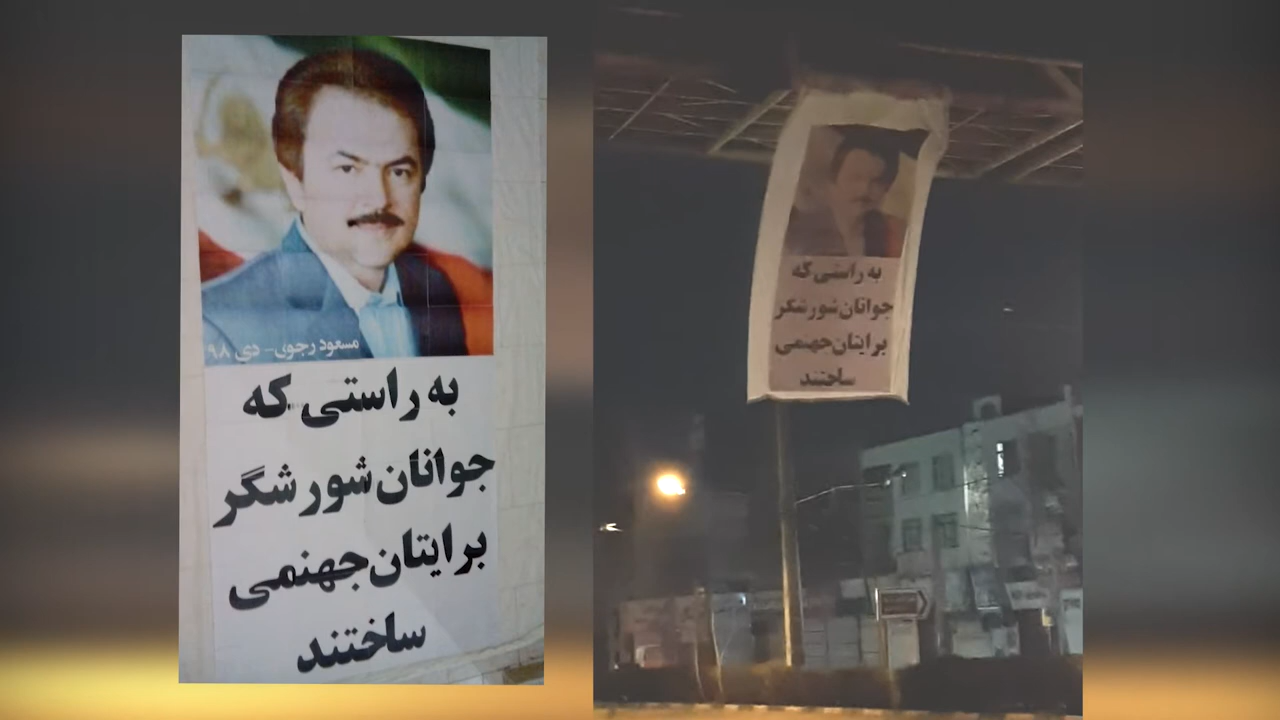 مسعود رجوی- دی ۹۸
به راستی که
جوانان شورشگر
برایتان جهنمی
ساختند
به راستی که
جوانان شورشگر
برایتان جهنمی
ساختند